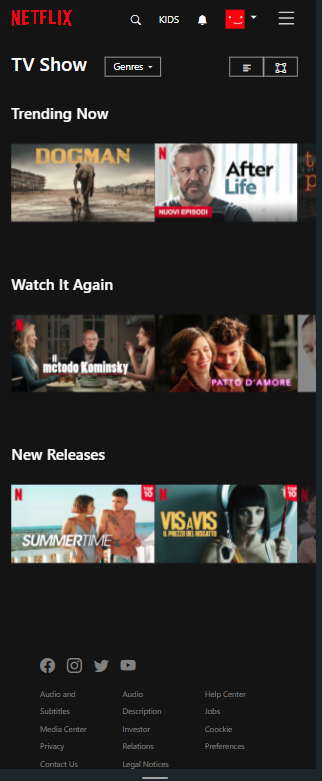 NETFLIX
KIDS
TV Show
Genres
Trending Now
DOGMAN
After
Life
NUOVI EPISODI
Watch It Again
il
metodo Kominsky
PATTO D'AMORE
New Releases
TOP
10
SUMMERTIME
TOP
10
VIS A VIS
IL PREZZO DEL RISCATTO
Audio and
Subtitles
Media Center
Privacy
Contact Us
Audio
Description
Investor
Relations
Legal Notices
Help Center
Jobs
Coockie
Preferences